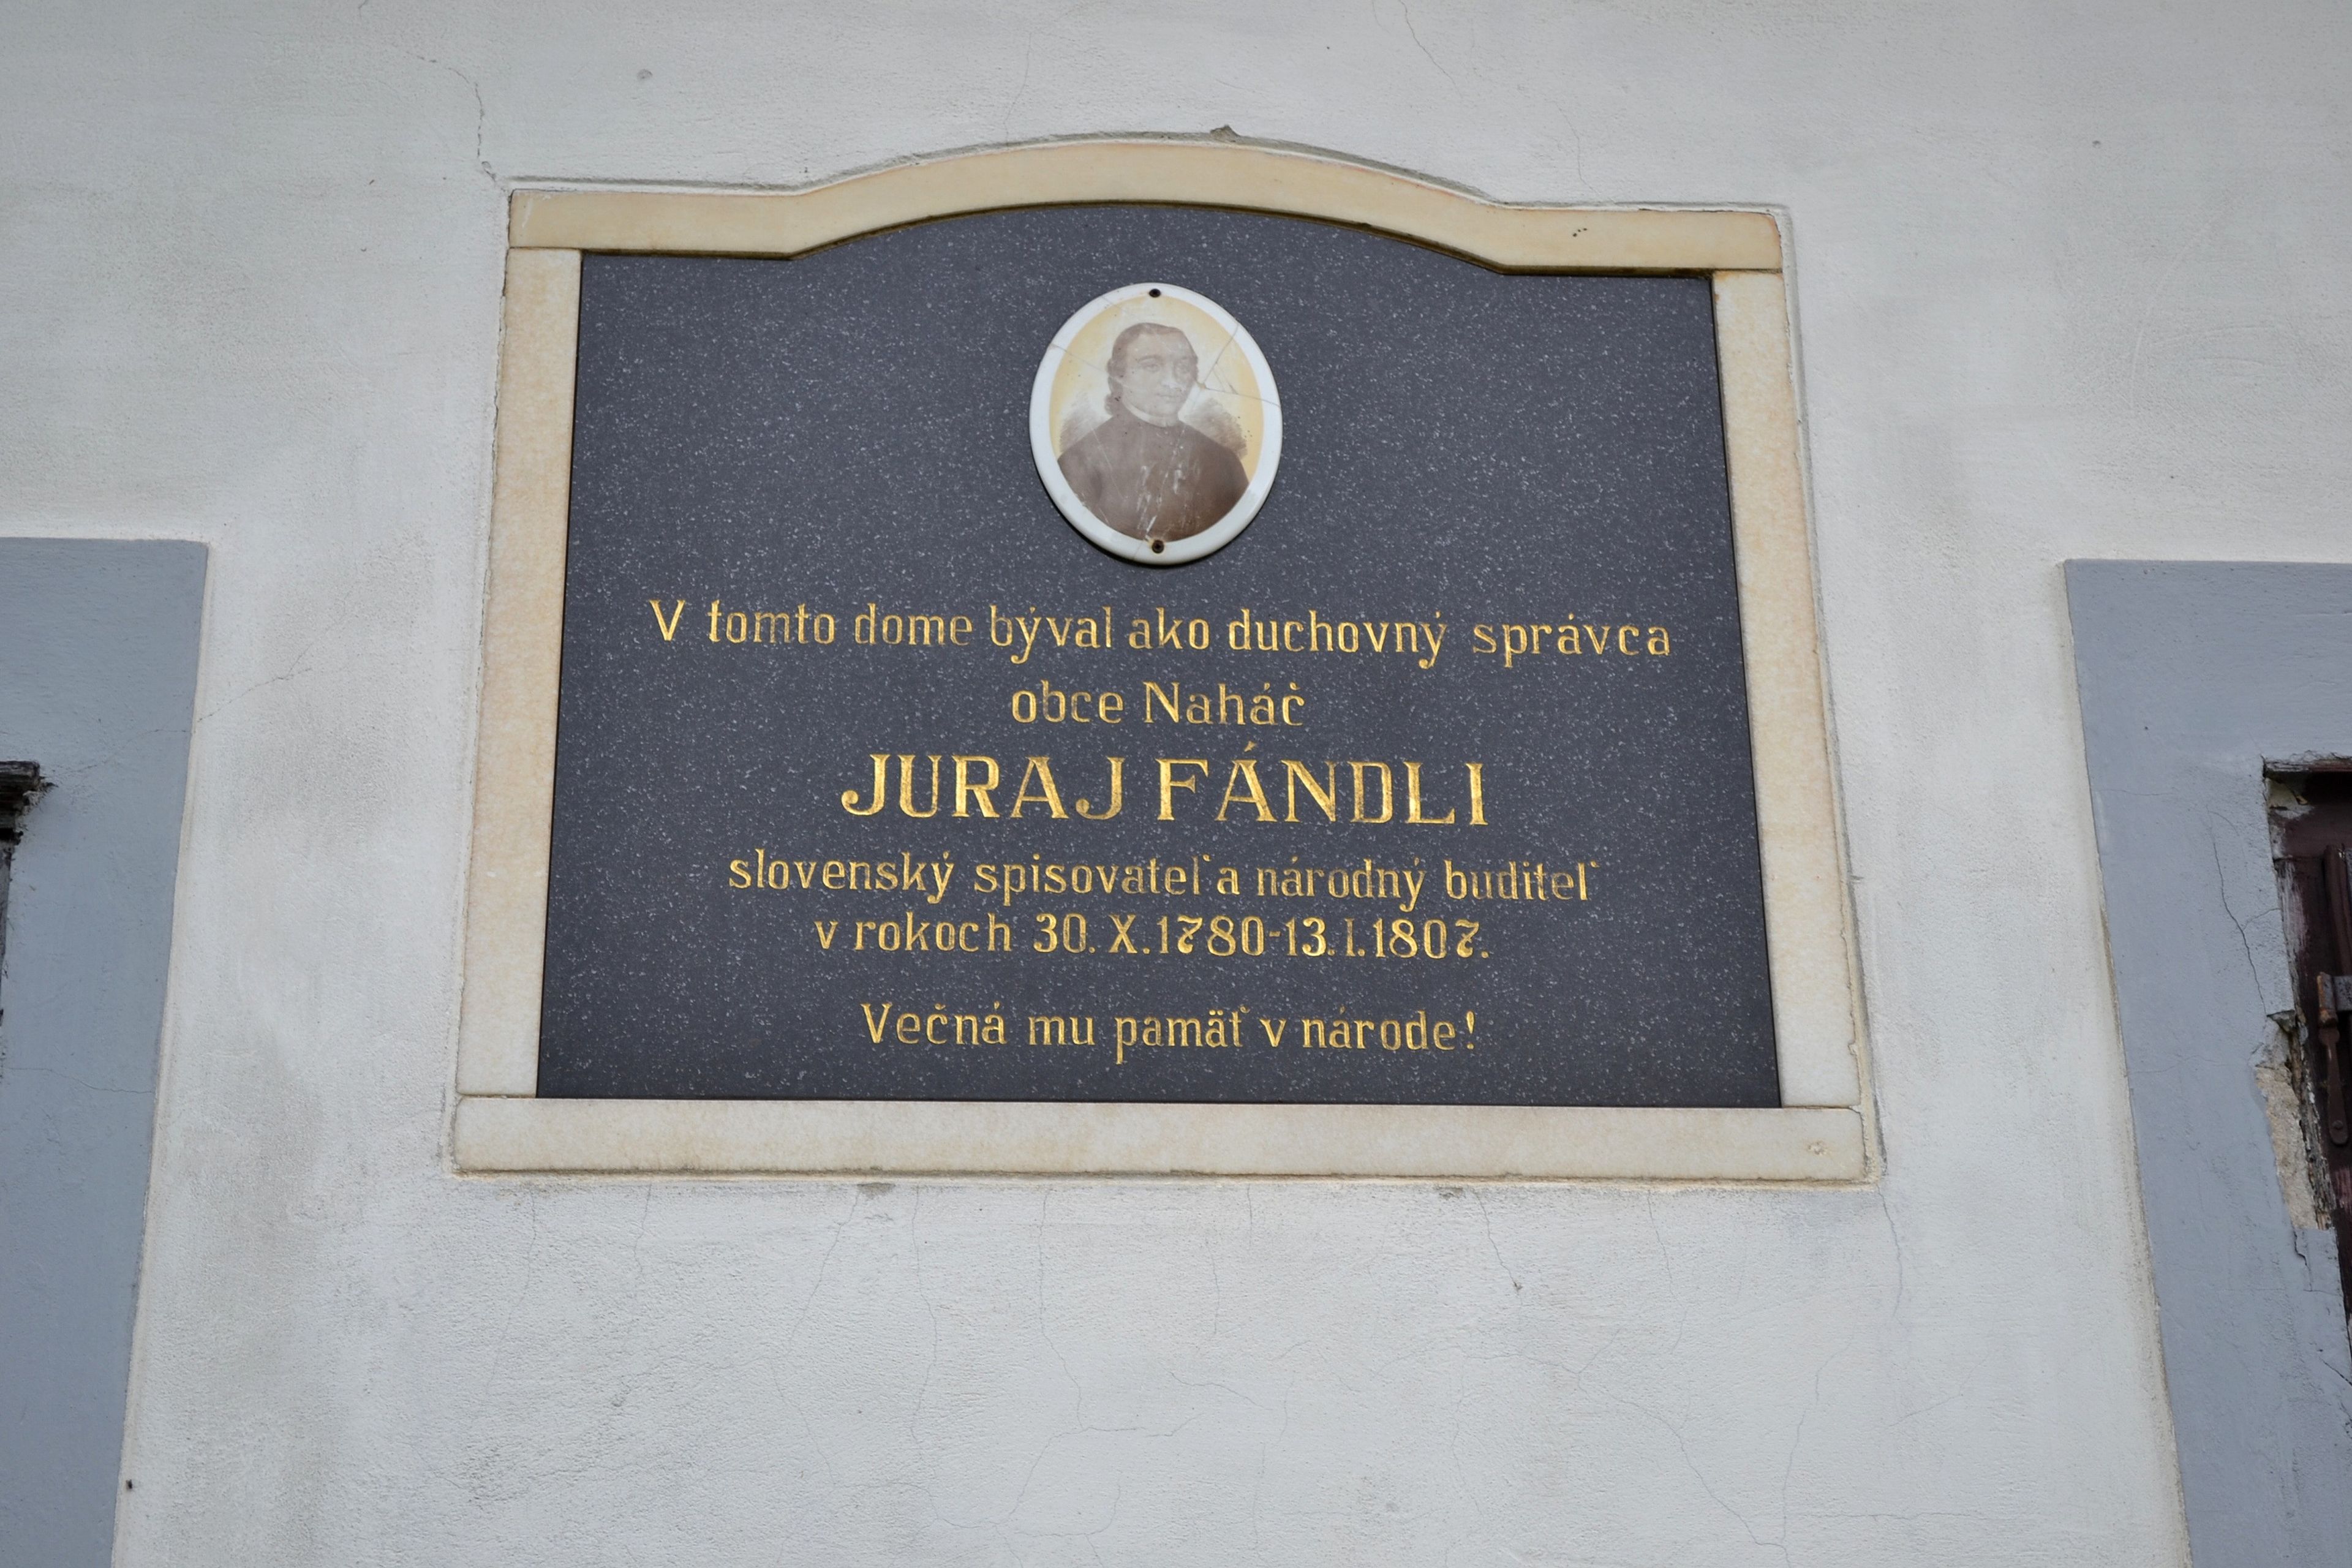 V tomto dome býval ako duchovný správca
obce Naháč
JURAJ FÁNDLI
slovenský spisovateľ a národný buditeľ
v rokoch 30. X. 1780-13. I. 1807.
Večná mu pamäť v národe!